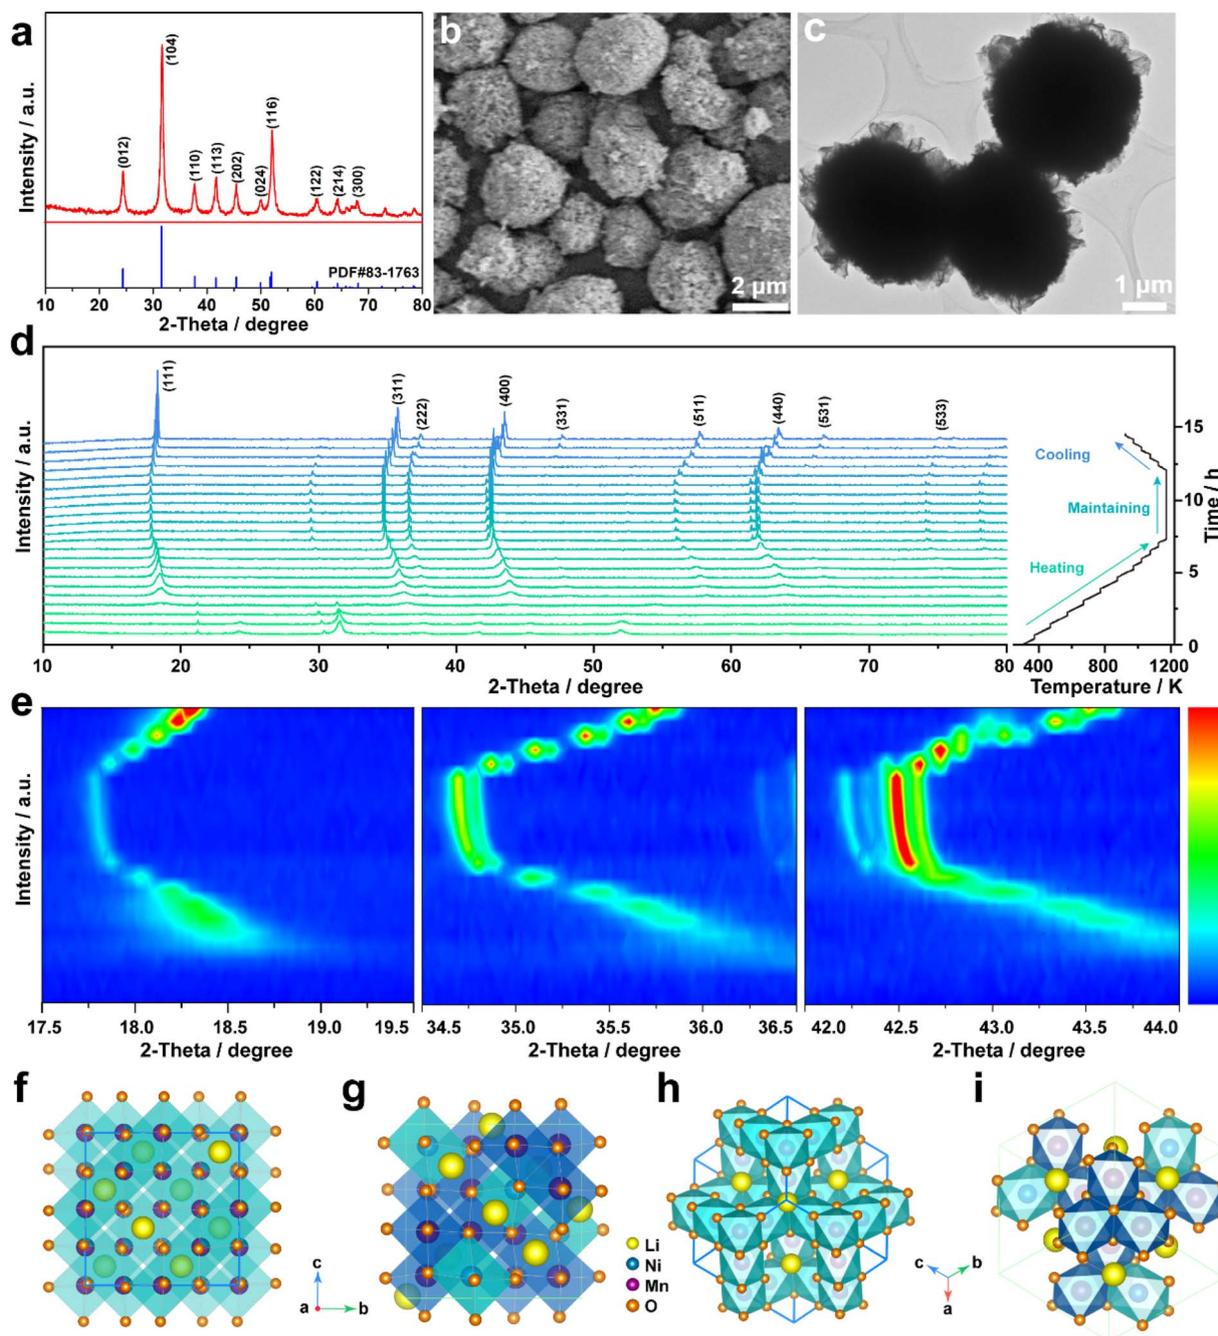 a
Intensity / a.u.
(012)
(104)
(110)
(113)
(202)
(024)
(116)
(122)
(214)
(300)
PDF#83-1763
10 20 30 40 50 60 70 80
2-Theta / degree
b
2 µm
c
1 µm
d
Intensity / a.u.
(111)
(311)
(222)
(400)
(331)
(511)
(440)
(531)
(533)
10 20 30 40 50 60 70 80
2-Theta / degree
Cooling
Maintaining
Heating
15
10
5
0
Time / h
400 800 1200
Temperature / K
e
Intensity / a.u.
17.5 18.0 18.5 19.0 19.5
2-Theta / degree
34.5 35.0 35.5 36.0 36.5
2-Theta / degree
42.0 42.5 43.0 43.5 44.0
2-Theta / degree
f
c
a b
g
Li
Ni
Mn
O
h
c b
a
i